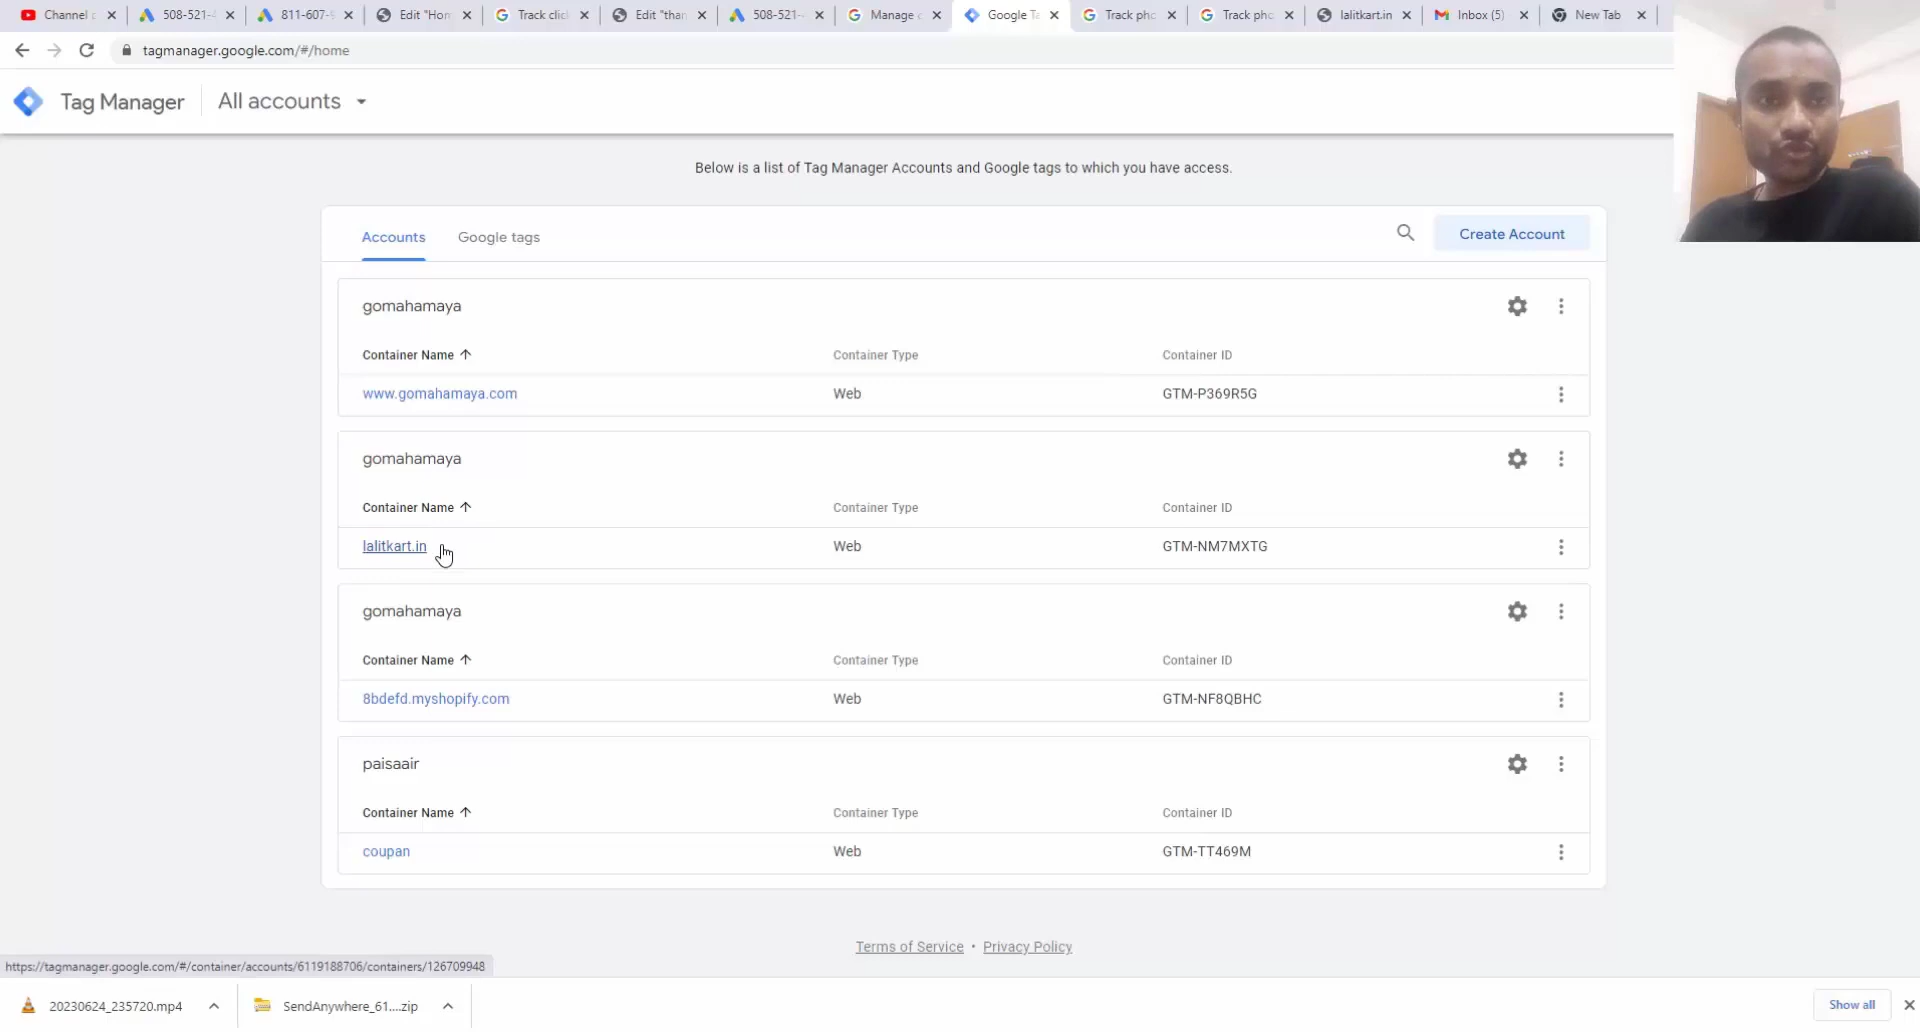 Channel
508-521-
811-607-
Edit "Hom
Track clic
Edit "than
508-521-
Manage
Google Ta
Track pho
Track pho
lalitkart.in
Inbox (5)
New Tab
tagmanager.google.com/#/home
Tag Manager
All accounts
Below is a list of Tag Manager Accounts and Google tags to which you have access.
Accounts
Google tags
Create Account
gomahamaya
Container Name
Container Type
Container ID
www.gomahamaya.com
Web
GTM-P369R5G
gomahamaya
Container Name
Container Type
Container ID
lalitkart.in
Web
GTM-NM7MXTG
gomahamaya
Container Name
Container Type
Container ID
8bdefd.myshopify.com
Web
GTM-NF8QBHC
paisaair
Container Name
Container Type
Container ID
coupan
Web
GTM-TT469M
Terms of Service • Privacy Policy
https://tagmanager.google.com/#/container/accounts/6119188706/containers/126709948
20230624_235720.mp4
SendAnywhere_61....zip
Show all